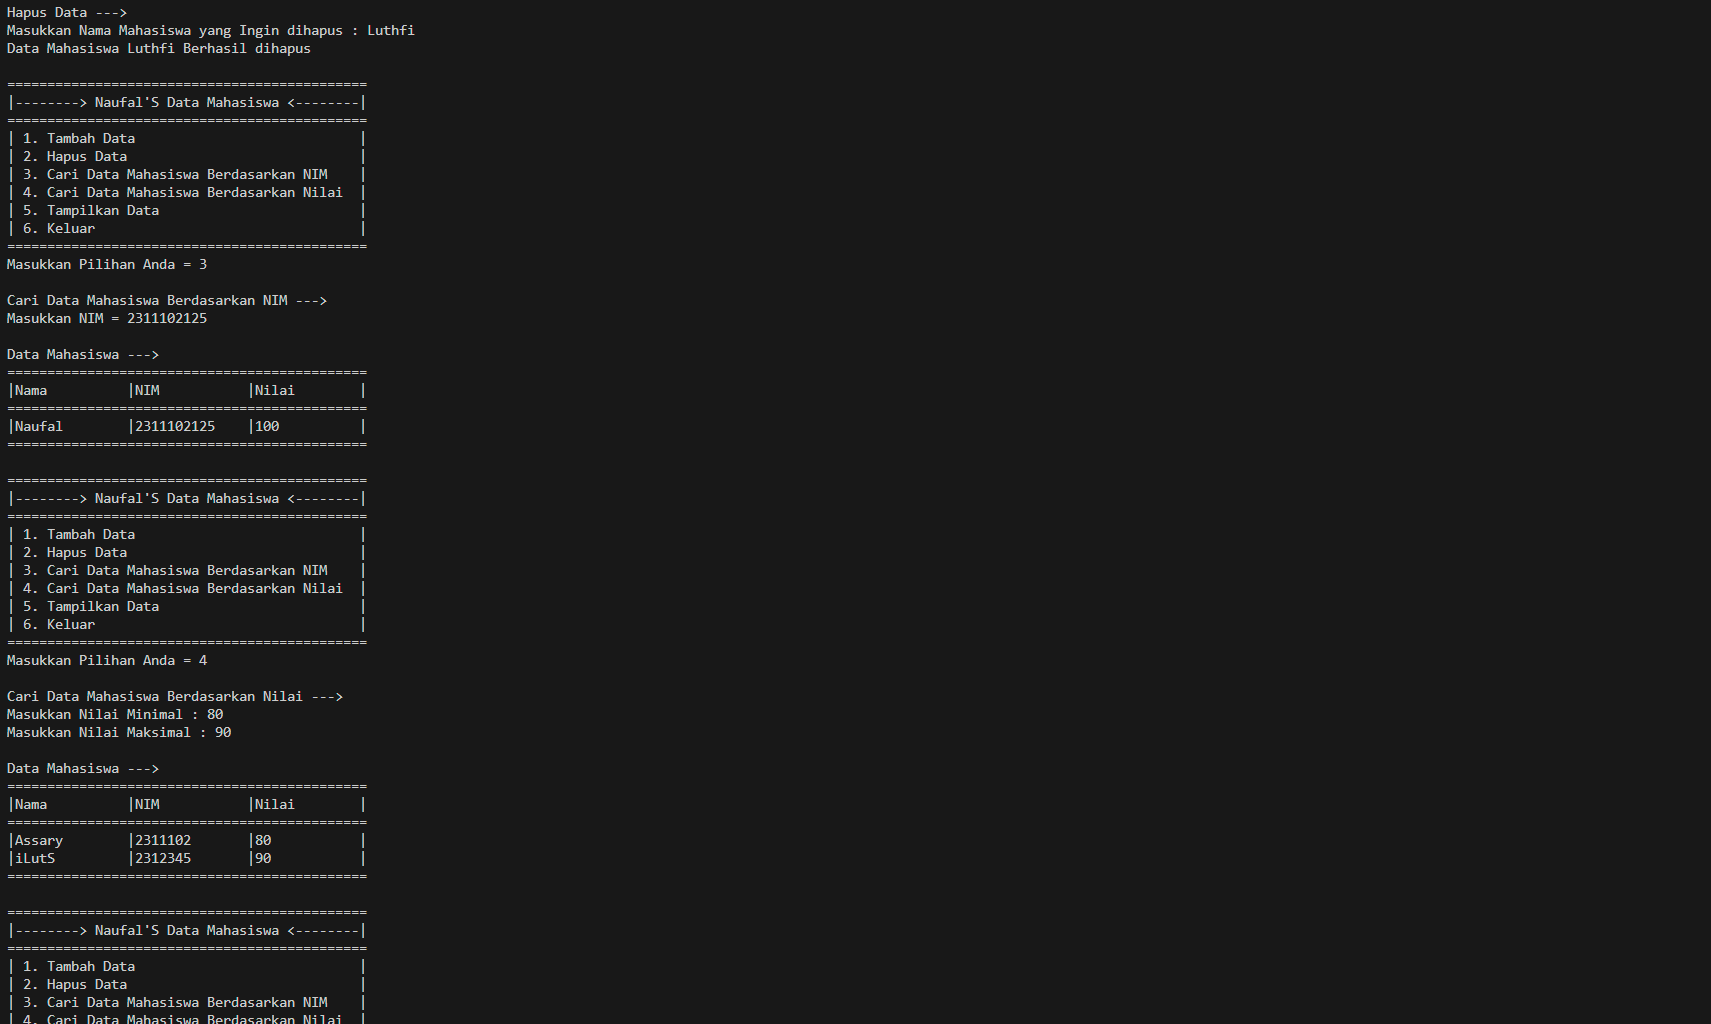 Hapus Data --->
Masukkan Nama Mahasiswa yang Ingin dihapus : Luthfi
Data Mahasiswa Luthfi Berhasil dihapus
=============================================
|--------> Naufal'S Data Mahasiswa <--------|
=============================================
| 1. Tambah Data                            |
| 2. Hapus Data                             |
| 3. Cari Data Mahasiswa Berdasarkan NIM    |
| 4. Cari Data Mahasiswa Berdasarkan Nilai  |
| 5. Tampilkan Data                         |
| 6. Keluar                                 |
=============================================
Masukkan Pilihan Anda = 3
Cari Data Mahasiswa Berdasarkan NIM --->
Masukkan NIM = 2311102125
Data Mahasiswa --->
=============================================
|Nama          |NIM           |Nilai        |
=============================================
|Naufal        |2311102125    |100          |
=============================================
=============================================
|--------> Naufal'S Data Mahasiswa <--------|
=============================================
| 1. Tambah Data                            |
| 2. Hapus Data                             |
| 3. Cari Data Mahasiswa Berdasarkan NIM    |
| 4. Cari Data Mahasiswa Berdasarkan Nilai  |
| 5. Tampilkan Data                         |
| 6. Keluar                                 |
=============================================
Masukkan Pilihan Anda = 4
Cari Data Mahasiswa Berdasarkan Nilai --->
Masukkan Nilai Minimal : 80
Masukkan Nilai Maksimal : 90
Data Mahasiswa --->
=============================================
|Nama          |NIM           |Nilai        |
=============================================
|Assary        |2311102       |80           |
|iLutS         |2312345       |90           |
=============================================
=============================================
|--------> Naufal'S Data Mahasiswa <--------|
=============================================
| 1. Tambah Data                            |
| 2. Hapus Data                             |
| 3. Cari Data Mahasiswa Berdasarkan NIM    |
| 4. Cari Data Mahasiswa Berdasarkan Nilai  |